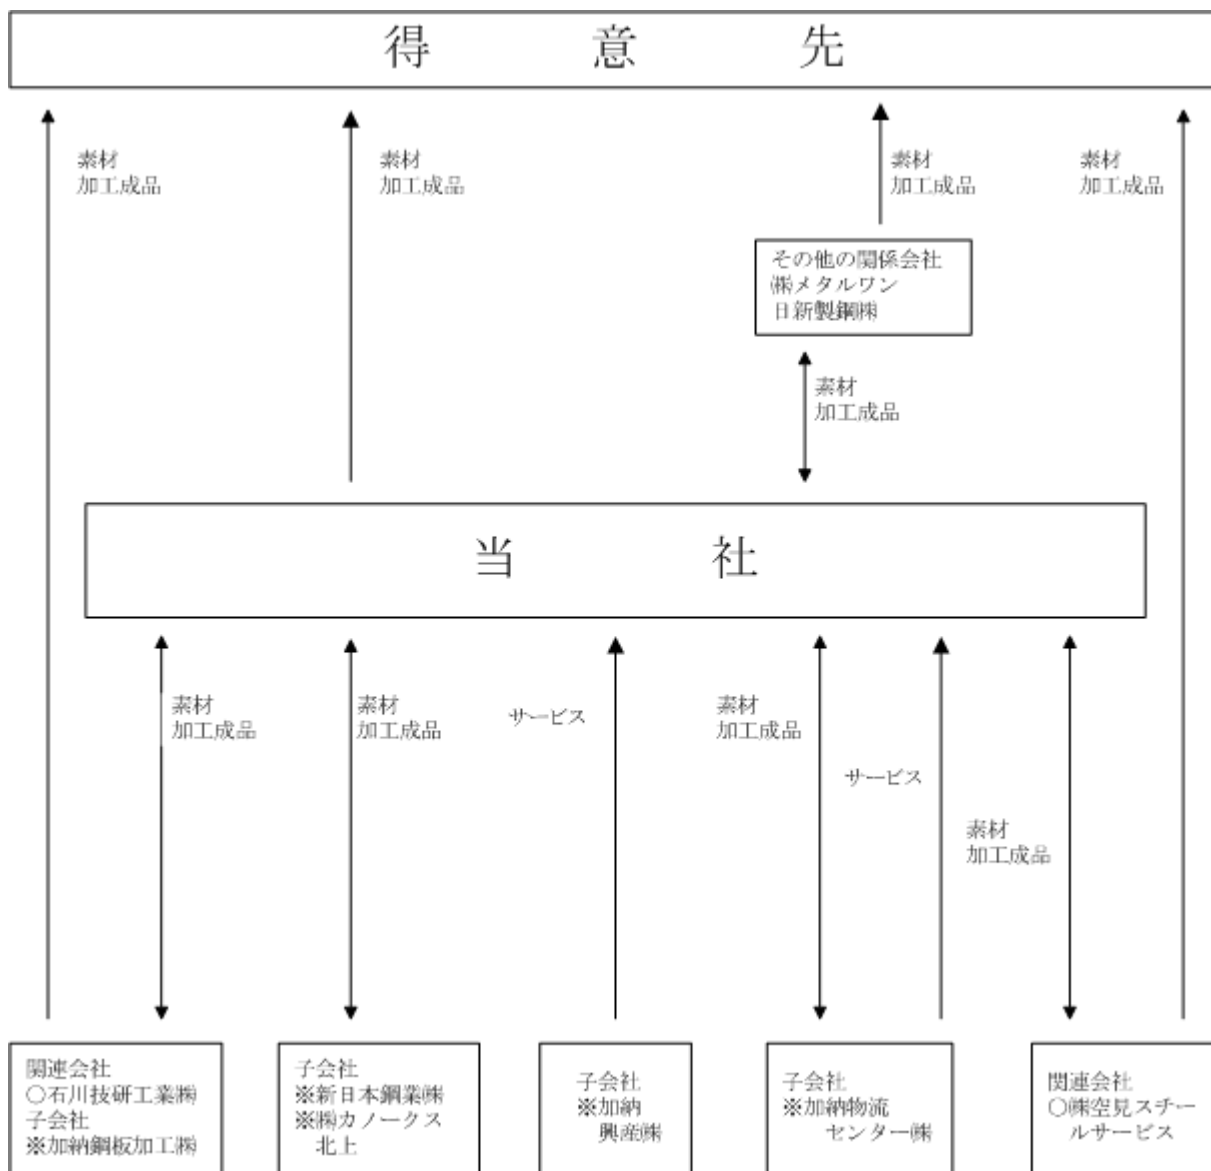 得意先
素材
加工成品
素材
加工成品
素材
加工成品
素材
加工成品
その他の関係会社
㈱メタルワン
日新製鋼㈱
素材
加工成品
当社
素材
加工成品
素材
加工成品
サービス
素材
加工成品
サービス
素材
加工成品
関連会社
○石川技研工業㈱
子会社
※加納鋼板加工㈱
子会社
※新日本鋼業㈱
※㈱カノークス
北上
子会社
※加納
興産㈱
子会社
※加納物流
センター㈱
関連会社
○㈱空見スチー
ルサービス